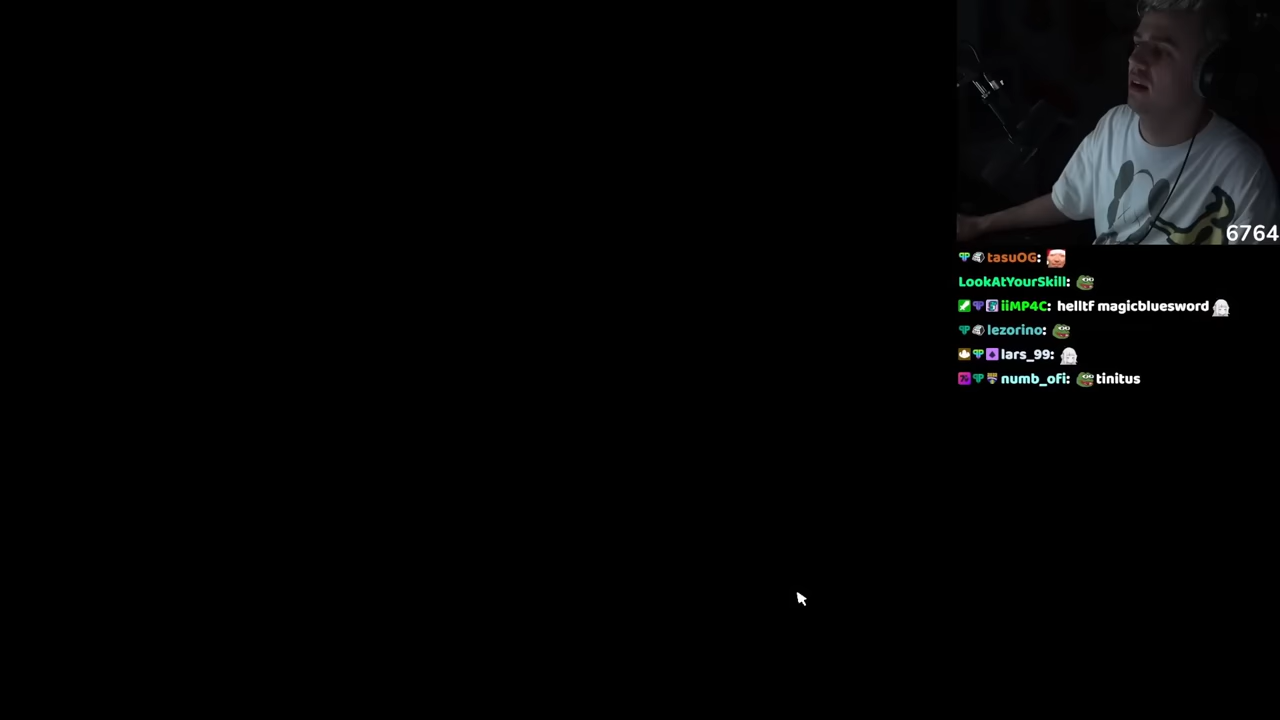 6764
tasuOG:
LookAtYourSkill:
iiMP4C: helltf magicbluesword
lezorino:
lars_99:
numb_ofi: tinitus